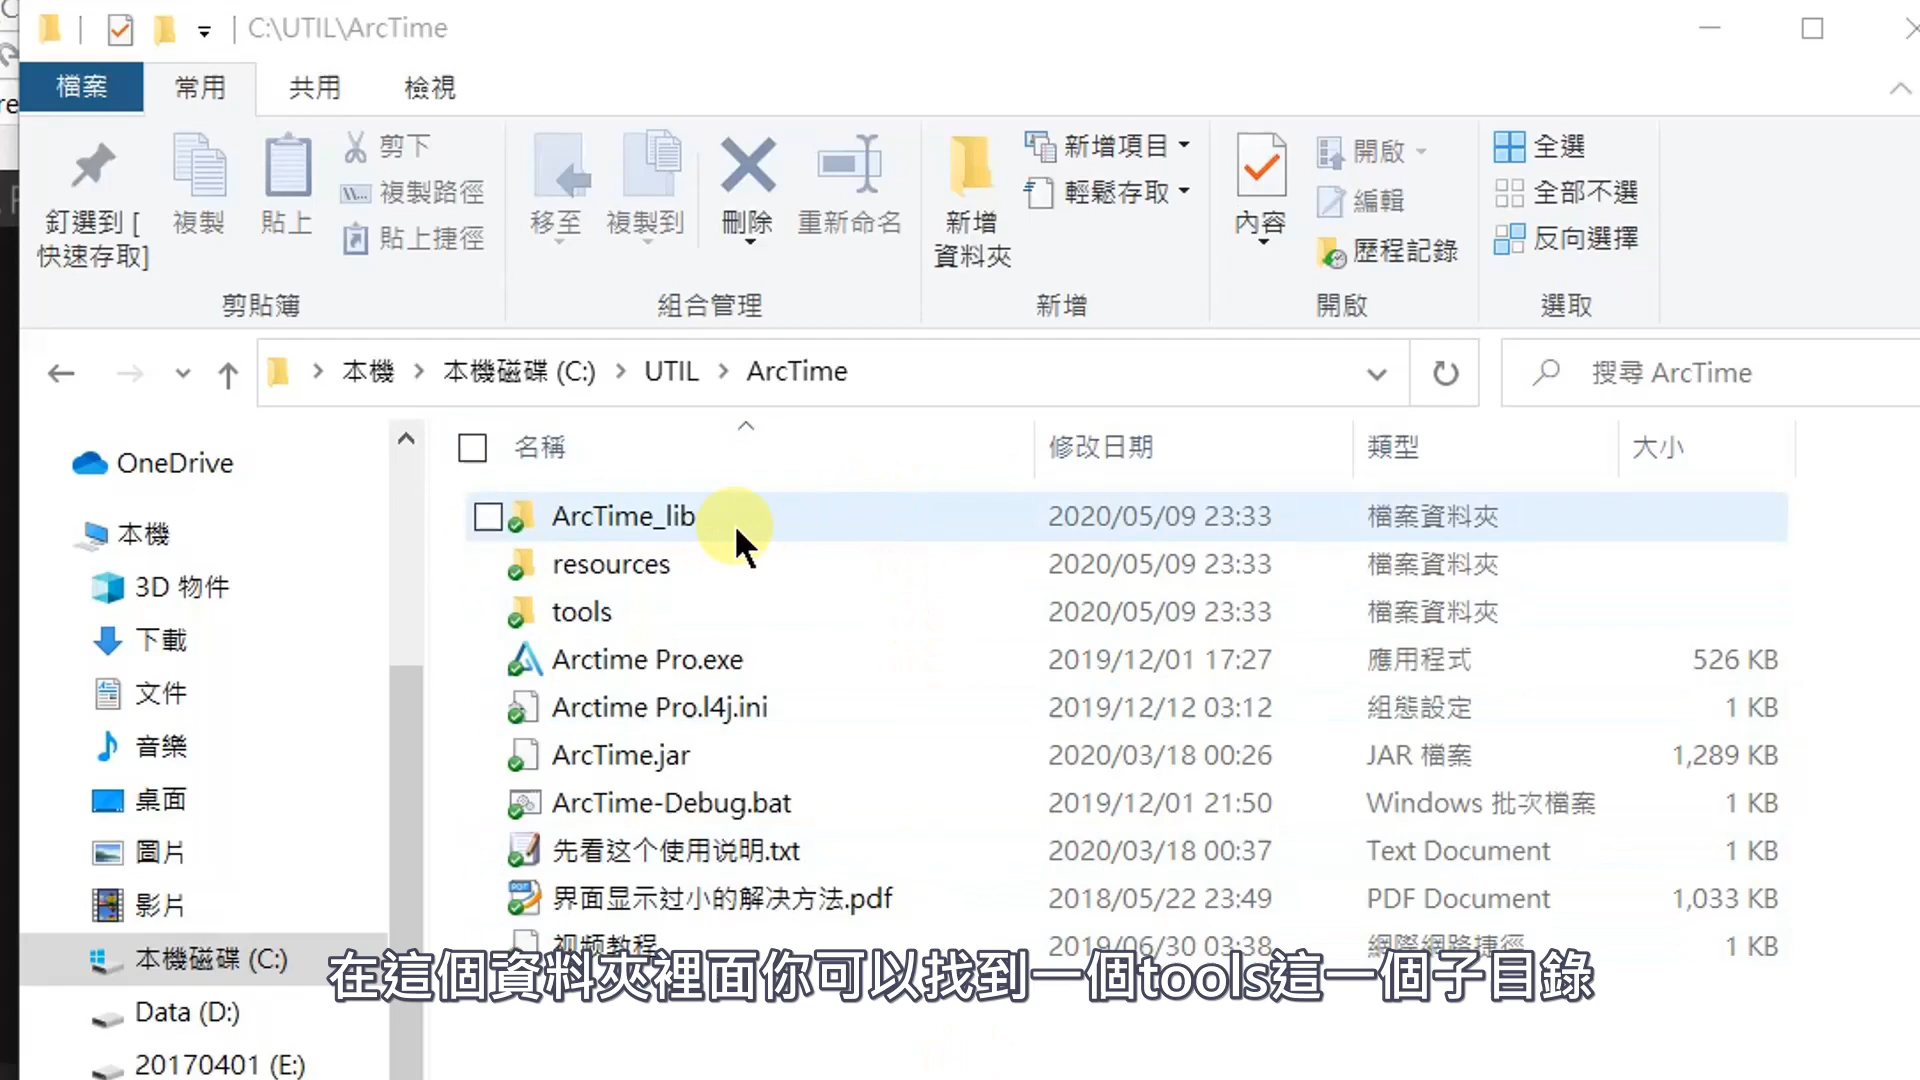 C:\UTIL\ArcTime
檔案 常用 共用 檢視
釘選到 [
快速存取]
複製
貼上
剪下
複製路徑
貼上捷徑
剪貼簿
移至
複製到
刪除
重新命名
組合管理
新增
資料夾
新增項目
輕鬆存取
新增
內容
開啟
編輯
歷程記錄
開啟
全選
全部不選
反向選擇
選取
本機 本機磁碟 (C:) UTIL ArcTime
搜尋 ArcTime
OneDrive
本機
3D 物件
下載
文件
音樂
桌面
圖片
影片
本機磁碟 (C:)
Data (D:)
20170401 (E:)
名稱 修改日期 類型 大小
ArcTime_lib 2020/05/09 23:33 檔案資料夾
resources 2020/05/09 23:33 檔案資料夾
tools 2020/05/09 23:33 檔案資料夾
Arctime Pro.exe 2019/12/01 17:27 應用程式 526 KB
Arctime Pro.l4j.ini 2019/12/12 03:12 組態設定 1 KB
ArcTime.jar 2020/03/18 00:26 JAR 檔案 1,289 KB
ArcTime-Debug.bat 2019/12/01 21:50 Windows 批次檔案 1 KB
先看这个使用说明.txt 2020/03/18 00:37 Text Document 1 KB
界面显示过小的解决方法.pdf 2018/05/22 23:49 PDF Document 1,033 KB
视频教程 2019/06/30 03:38 網際網路捷徑 1 KB
在這個資料夾裡面你可以找到一個tools這一個子目錄